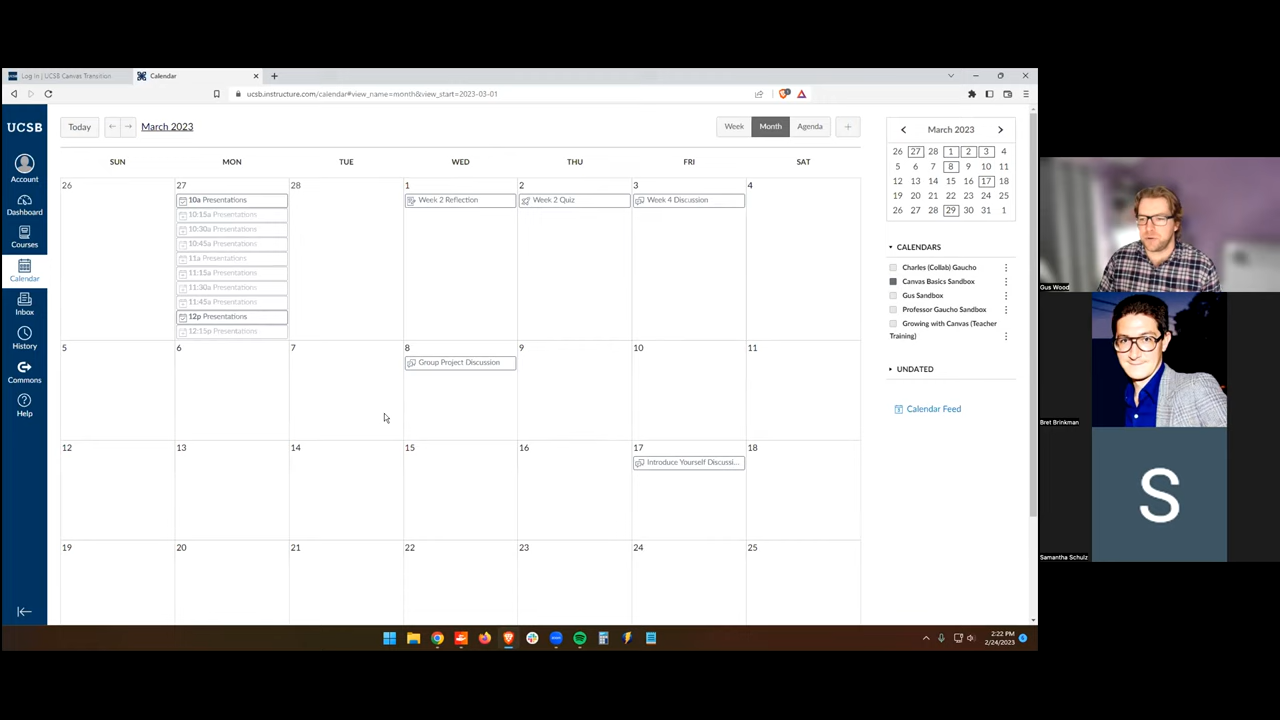 Log In | UCSB Canvas Transition
Calendar
ucsb.instructure.com/calendar#view_name=month&view_start=2023-03-01
UCSB
Account
Dashboard
Courses
Calendar
Inbox
History
Commons
Help
Today
March 2023
Week
Month
Agenda
SUN MON TUE WED THU FRI SAT
26 27 28 1 2 3 4
10a Presentations
10:15a Presentations
10:30a Presentations
10:45a Presentations
11a Presentations
11:15a Presentations
11:30a Presentations
11:45a Presentations
12p Presentations
12:15p Presentations
Week 2 Reflection
Week 2 Quiz
Week 4 Discussion
5 6 7 8 9 10 11
Group Project Discussion
12 13 14 15 16 17 18
Introduce Yourself Discussi...
19 20 21 22 23 24 25
March 2023
26 27 28 1 2 3 4
5 6 7 8 9 10 11
12 13 14 15 16 17 18
19 20 21 22 23 24 25
26 27 28 29 30 31 1
CALENDARS
Charles (Collab) Gaucho
Canvas Basics Sandbox
Gus Sandbox
Professor Gaucho Sandbox
Growing with Canvas (Teacher
Training)
UNDATED
Calendar Feed
2:22 PM
2/24/2023
Gus Wood
Bret Brinkman
S
Samantha Schulz